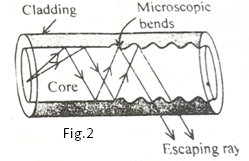 Cladding
Microscopic
bends
Core
Fig.2
Escaping ray